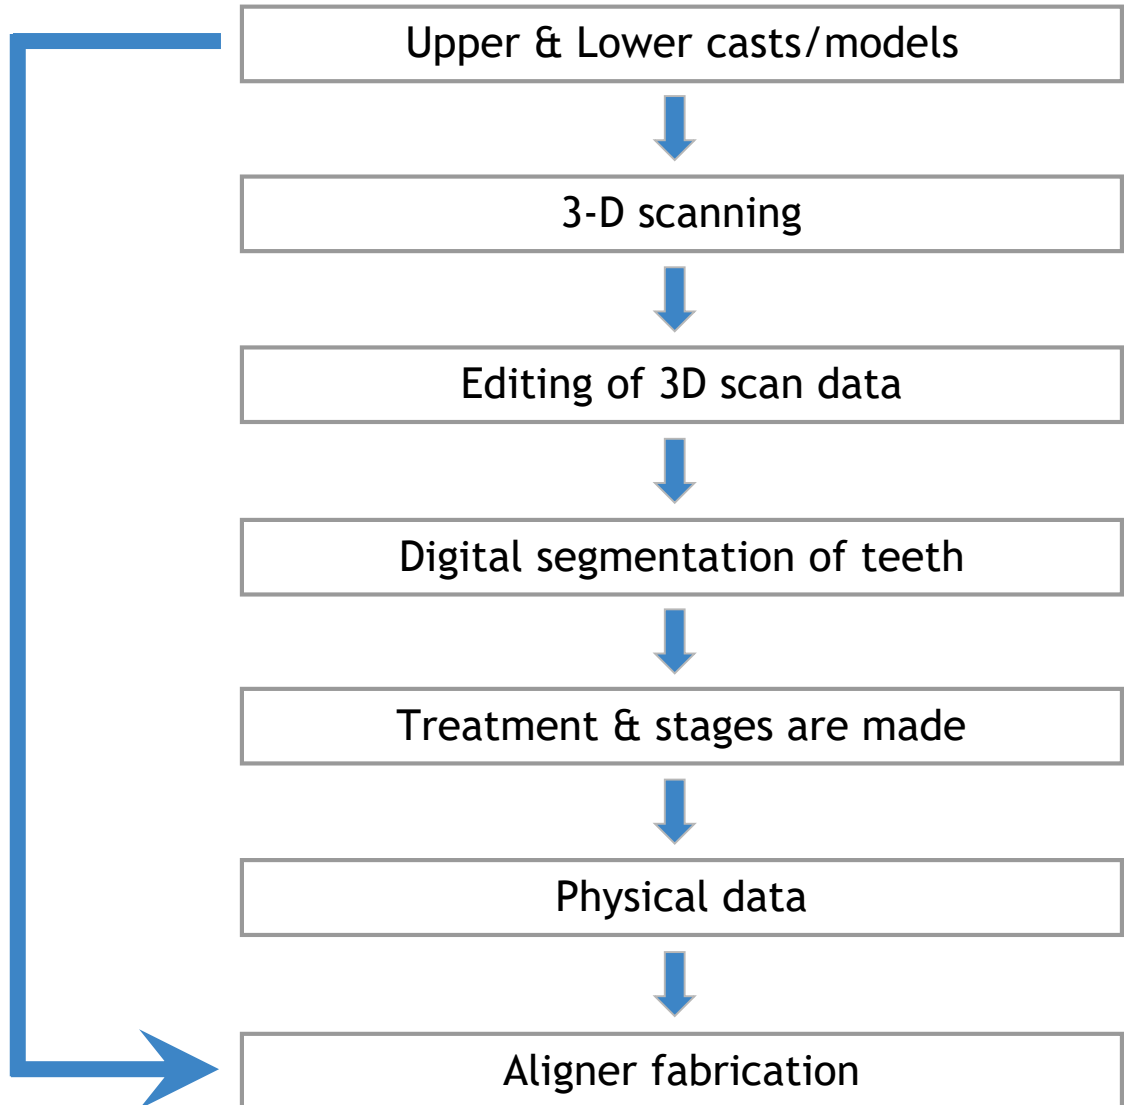 Upper & Lower casts/models
3-D scanning
Editing of 3D scan data
Digital segmentation of teeth
Treatment & stages are made
Physical data
Aligner fabrication